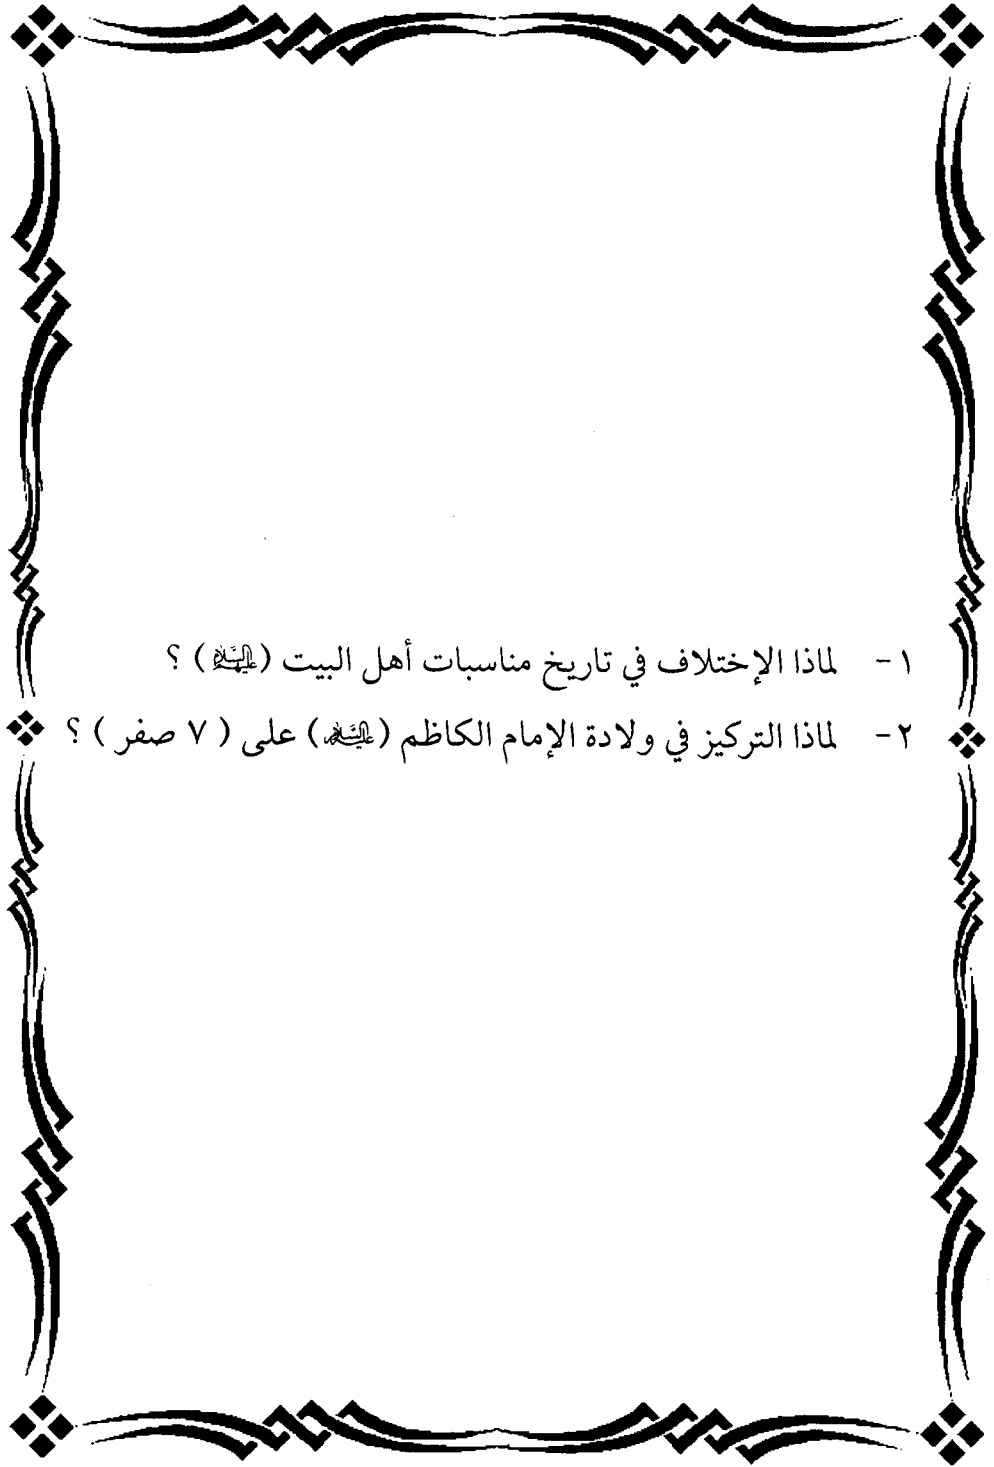 ١- لماذا الإختلاف في تاريخ مناسبات أهل البيت (عليهم السلام) ؟
٢- لماذا التركيز في ولادة الإمام الكاظم (عليه السلام) على ( ٧ صفر ) ؟